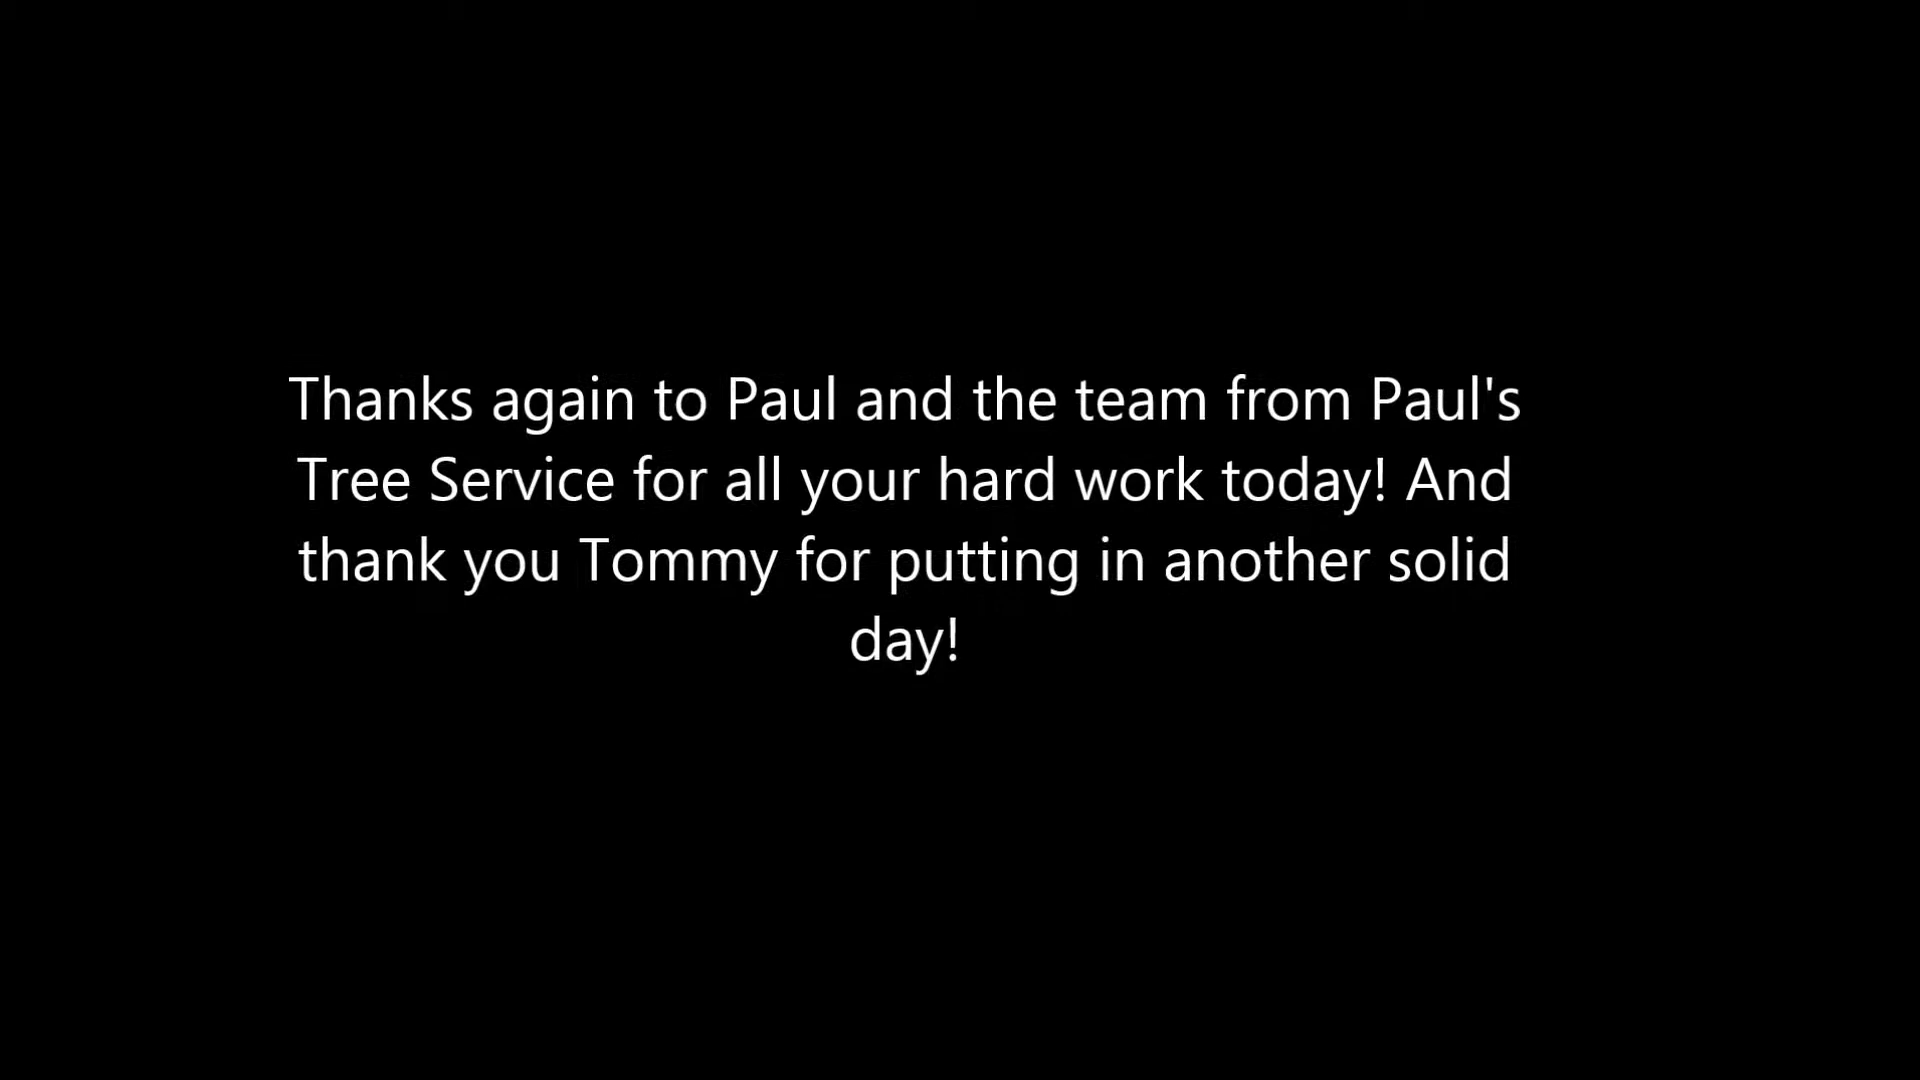 Thanks again to Paul and the team from Paul's
Tree Service for all your hard work today! And
thank you Tommy for putting in another solid
day!